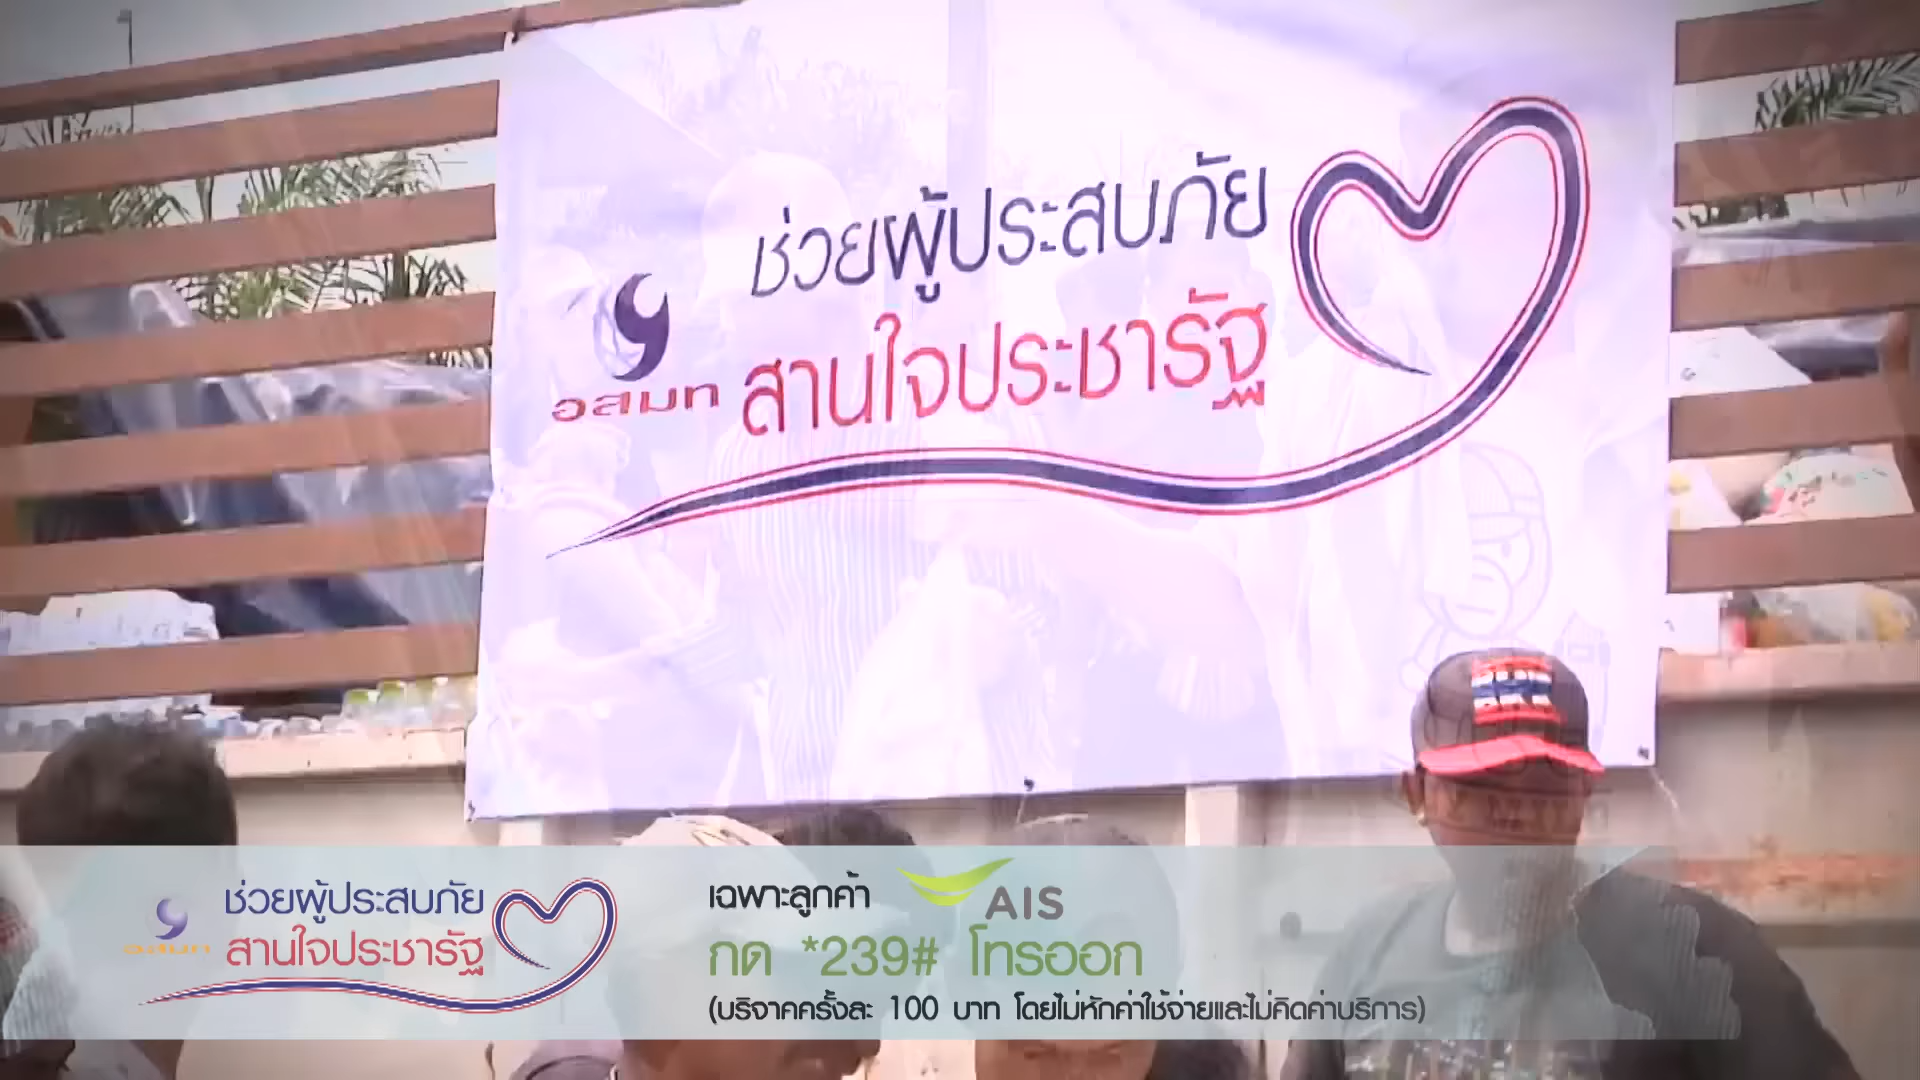 ช่วยผู้ประสบภัย
อสมท สานใจประชารัฐ
ช่วยผู้ประสบภัย
อสมท สานใจประชารัฐ
เฉพาะลูกค้า AIS
กด *239# โทรออก
(บริจาคครั้งละ 100 บาท โดยไม่หักค่าใช้จ่ายและไม่คิดค่าบริการ)